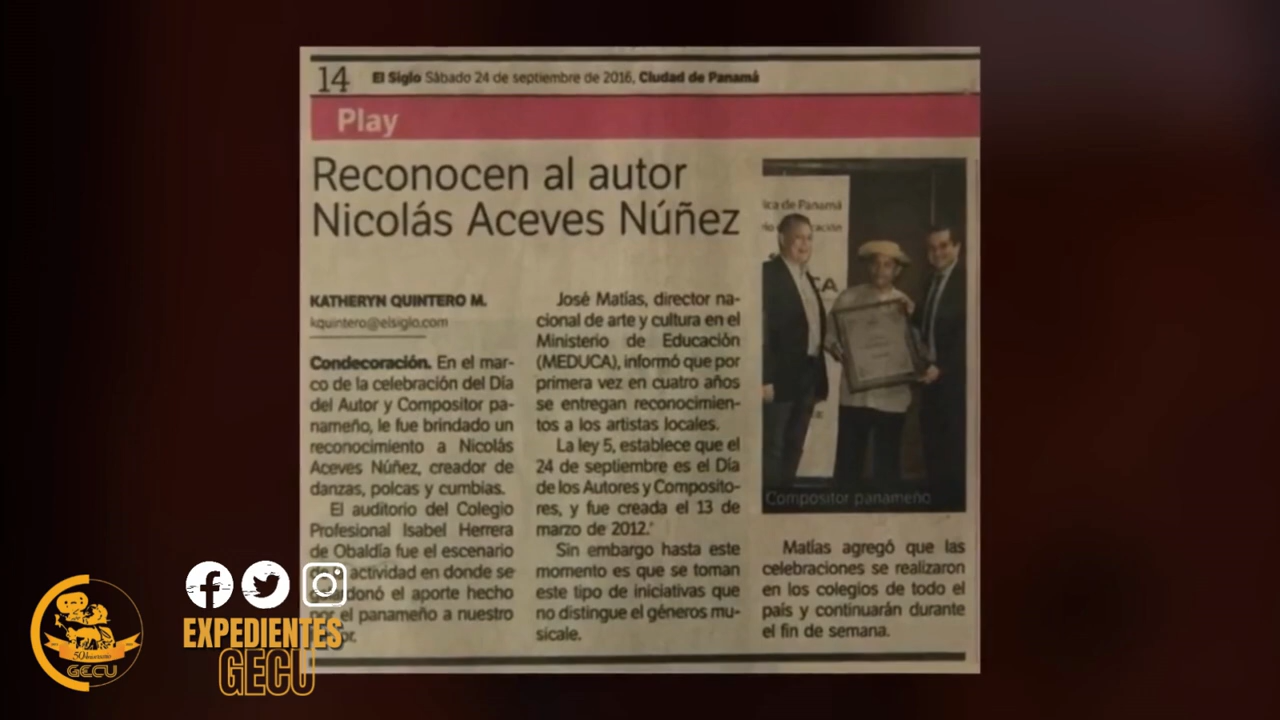 14 El Siglo Sábado 24 de septiembre de 2016, Ciudad de Panamá
Play
Reconocen al autor
Nicolás Aceves Núñez
KATHERYN QUINTERO M.
kquintero@elsiglo.com
Condecoración. En el mar-
co de la celebración del Día
del Autor y Compositor pa-
nameño, le fue brindado un
reconocimiento a Nicolás
Aceves Núñez, creador de
danzas, polcas y cumbias.
El auditorio del Colegio
Profesional Isabel Herrera
de Obaldía fue el escenario
actividad en donde se
donó el aporte hecho
por el panameño a nuestro
José Matías, director na-
cional de arte y cultura en el
Ministerio de Educación
(MEDUCA), informó que por
primera vez en cuatro años
se entregan reconocimien-
tos a los artistas locales.
La ley 5, establece que el
24 de septiembre es el Día
de los Autores y Composito-
res, y fue creada el 13 de
marzo de 2012.
Sin embargo hasta este
momento es que se toman
este tipo de iniciativas que
no distingue el géneros mu-
sicale.
ica de Panamá
CA
Compositor panameño
Matías agregó que las
celebraciones se realizaron
en los colegios de todo el
país y continuarán durante
el fin de semana.
50 Aniversario
GECU
EXPEDIENTES
GECU